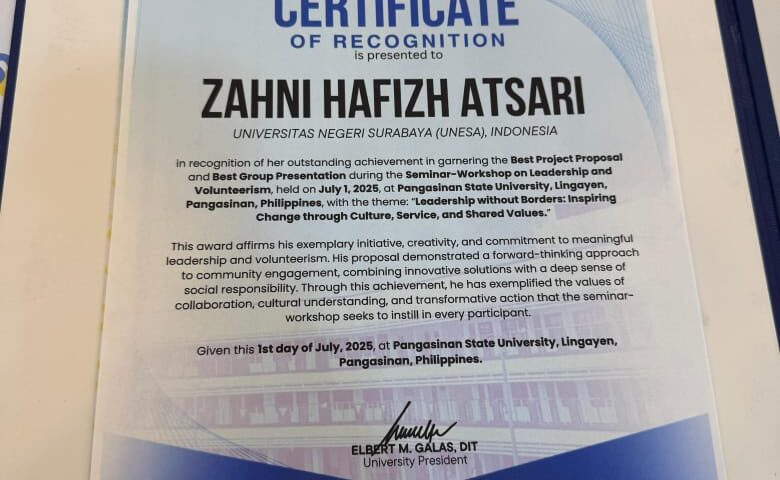 CERTIFICATE
OF RECOGNITION
is presented to
ZAHNI HAFIZH ATSARI
UNIVERSITAS NEGERI SURABAYA (UNESA), INDONESIA
in recognition of her outstanding achievement in garnering the Best Project Proposal
and Best Group Presentation during the Seminar-Workshop on Leadership and
Volunteerism, held on July 1, 2025, at Pangasinan State University, Lingayen,
Pangasinan, Philippines, with the theme: “Leadership without Borders: Inspiring
Change through Culture, Service, and Shared Values.”
This award affirms his exemplary initiative, creativity, and commitment to meaningful
leadership and volunteerism. His proposal demonstrated a forward-thinking approach
to community engagement, combining innovative solutions with a deep sense of
social responsibility. Through this achievement, he has exemplified the values of
collaboration, cultural understanding, and transformative action that the seminar-
workshop seeks to instill in every participant.
Given this 1st day of July, 2025, at Pangasinan State University, Lingayen,
Pangasinan, Philippines.
ELBERT M. GALAS, DIT
University President